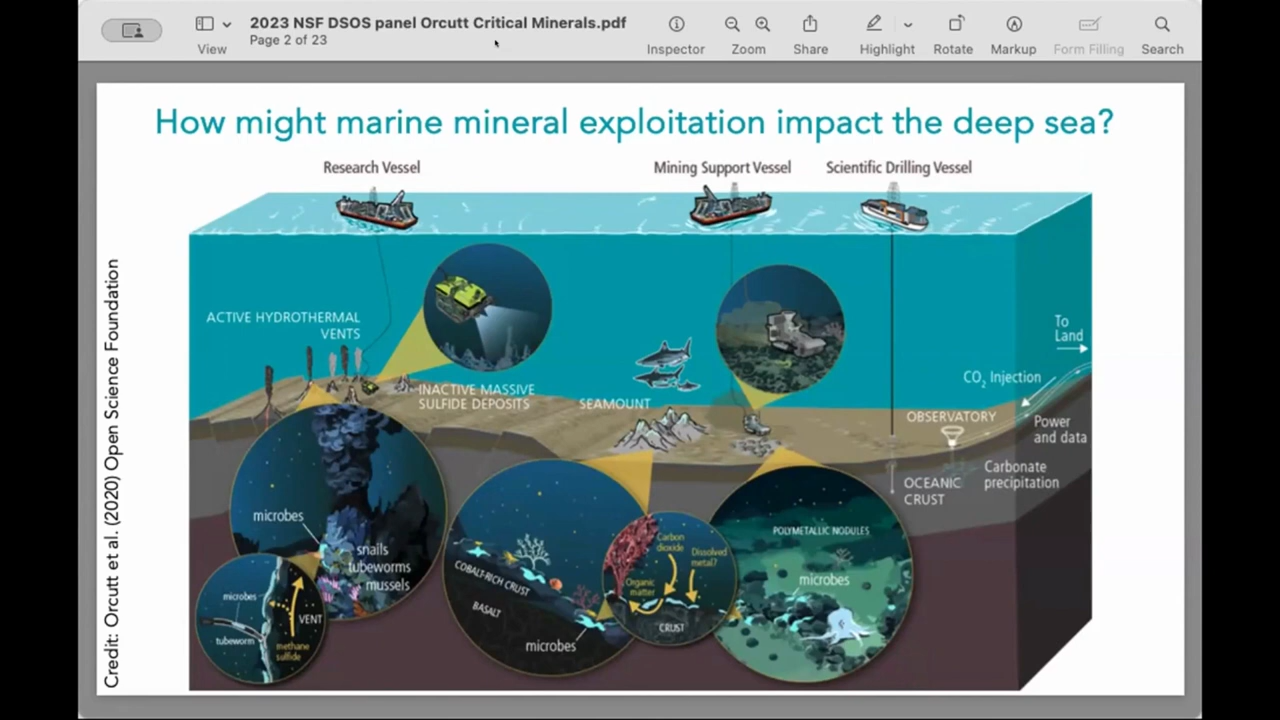 2023 NSF DSOS panel Orcutt Critical Minerals.pdf
Page 2 of 23
View
Inspector
Zoom
Share
Highlight
Rotate
Markup
Form Filling
Search
How might marine mineral exploitation impact the deep sea?
Research Vessel
Mining Support Vessel
Scientific Drilling Vessel
Credit: Orcutt et al. (2020) Open Science Foundation
ACTIVE HYDROTHERMAL
VENTS
INACTIVE MASSIVE
SULFIDE DEPOSITS
SEAMOUNT
To
Land
CO₂ Injection
OBSERVATORY
Power
and data
Carbonate
precipitation
OCEANIC
CRUST
microbes
snails
tubeworms
mussels
microbes
tubeworm
VENT
methane
sulfide
COBALT-RICH CRUST
BASALT
microbes
Carbon
dioxide
Dissolved
metal?
Organic
matter
CRUST
POLYMETALLIC NODULES
microbes